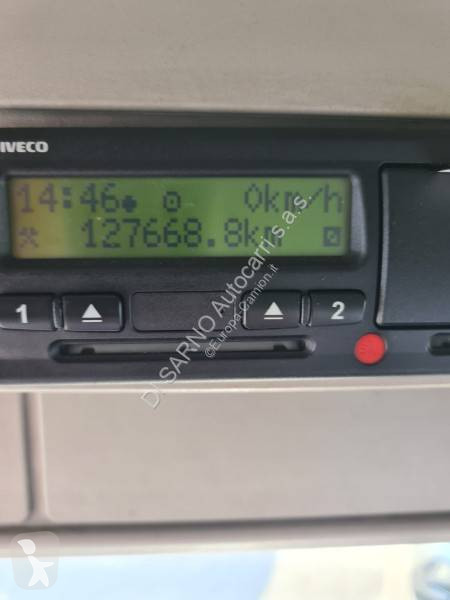 IVECO
14:46 0km/h
127668.8km
1 2
DI SARNO Autocarri s.a.s.
©Europa-Camion.it